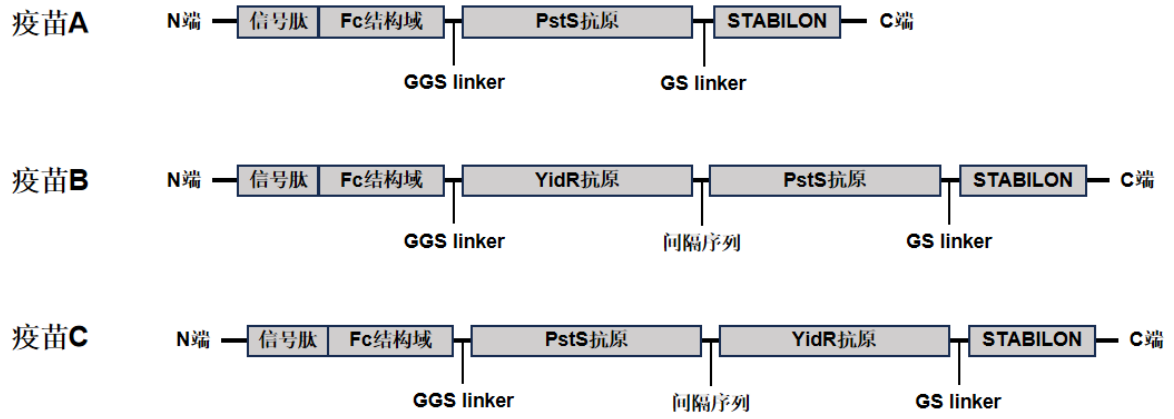 疫苗A
N端 信号肽 Fc结构域 PstS抗原 STABILON C端
GGS linker GS linker
疫苗B
N端 信号肽 Fc结构域 YidR抗原 PstS抗原 STABILON C端
GGS linker 间隔序列 GS linker
疫苗C
N端 信号肽 Fc结构域 PstS抗原 YidR抗原 STABILON C端
GGS linker 间隔序列 GS linker